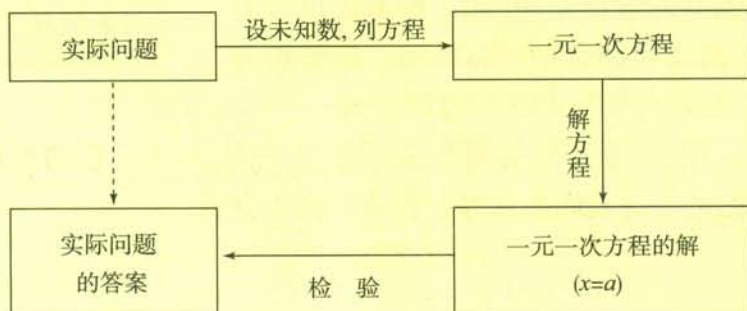 实际问题
设未知数, 列方程
一元一次方程
解方程
实际问题
的答案
检 验
一元一次方程的解
(x=a)